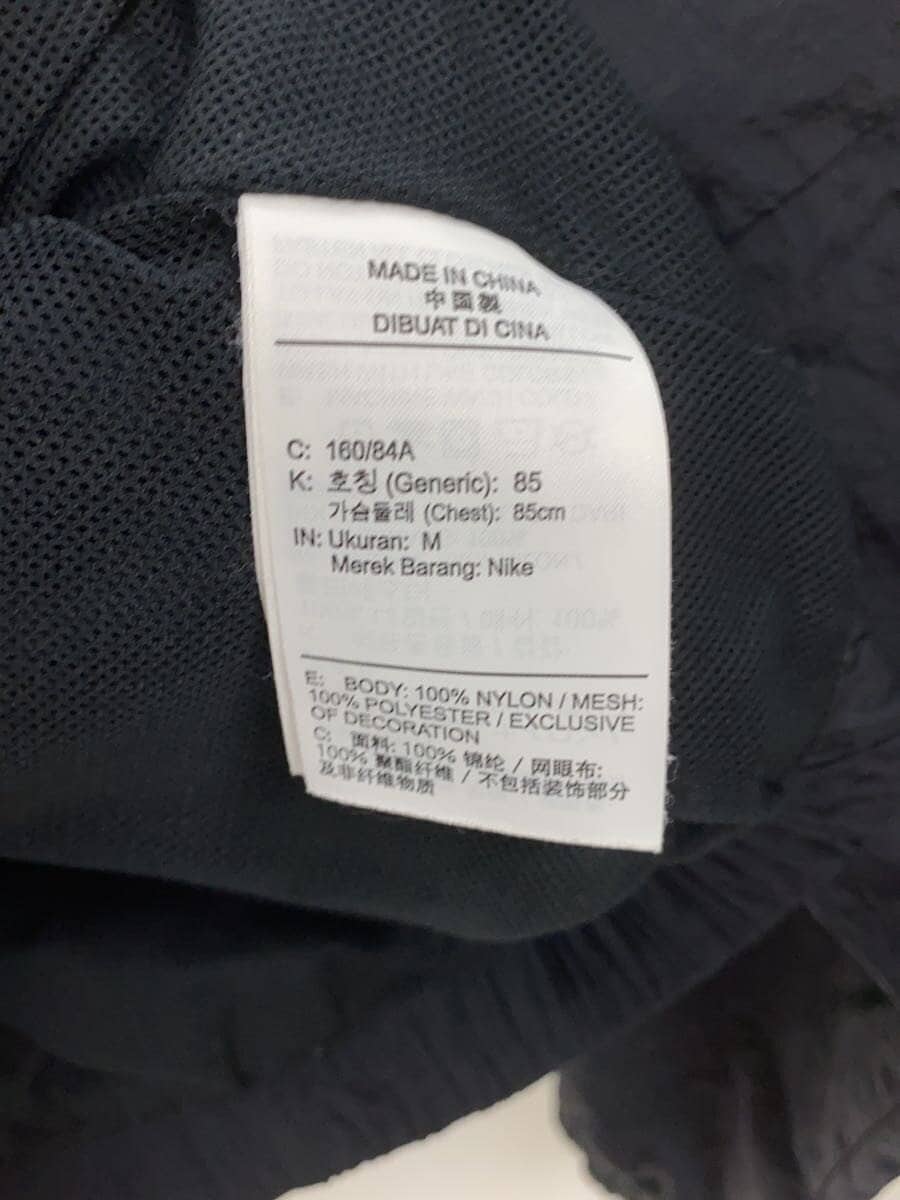 MADE IN CHINA
中国製
DIBUAT DI CINA
C: 160/84A
K: 호칭 (Generic): 85
가슴둘레 (Chest): 85cm
IN: Ukuran: M
Merek Barang: Nike
E: BODY: 100% NYLON / MESH:
100% POLYESTER / EXCLUSIVE
OF DECORATION
C: 面料: 100% 锦纶 / 网眼布:
100% 聚酯纤维 / 不包括装饰部分
及非纤维物质